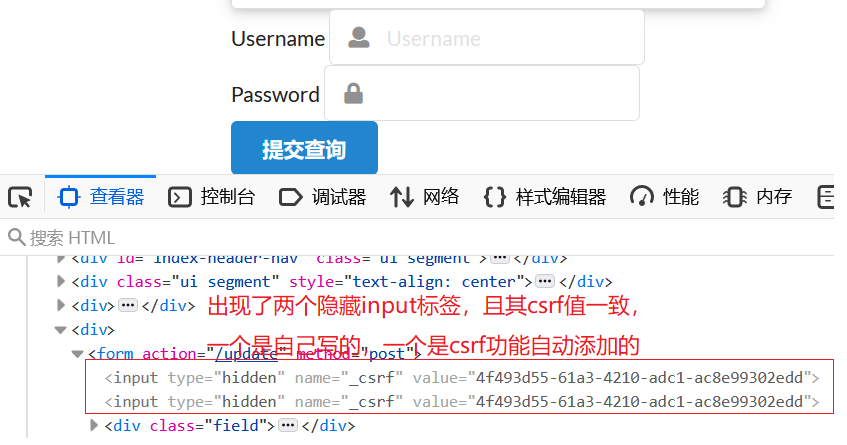 Username Username
Password
提交查询
查看器 控制台 调试器 网络 样式编辑器 性能 内存
搜索 HTML
<div id="index-header-nav" class="ui segment">···</div>
<div class="ui segment" style="text-align: center">···</div>
<div>···</div> 出现了两个隐藏input标签，且其csrf值一致，
<div> 一个是自己写的，一个是csrf功能自动添加的
<form action="/update" method="post">
<input type="hidden" name="_csrf" value="4f493d55-61a3-4210-adc1-ac8e99302edd">
<input type="hidden" name="_csrf" value="4f493d55-61a3-4210-adc1-ac8e99302edd">
<div class="field">···</div>